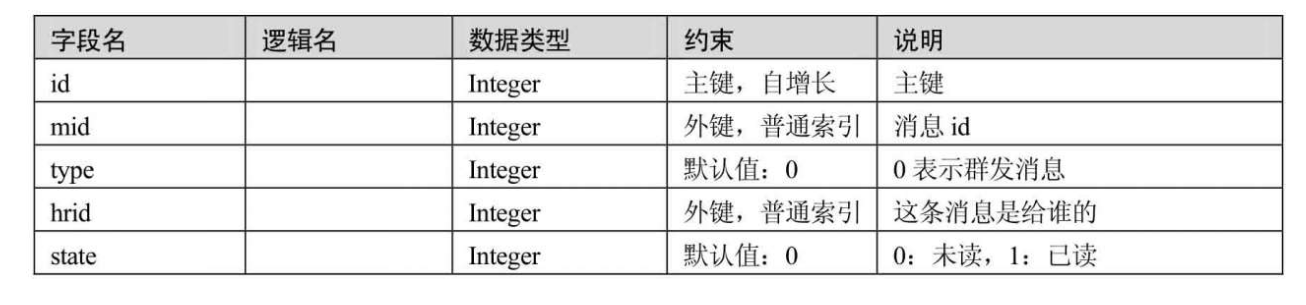 字段名 逻辑名 数据类型 约束 说明
id Integer 主键，自增长 主键
mid Integer 外键，普通索引 消息 id
type Integer 默认值：0 0 表示群发消息
hrid Integer 外键，普通索引 这条消息是给谁的
state Integer 默认值：0 0：未读，1：已读